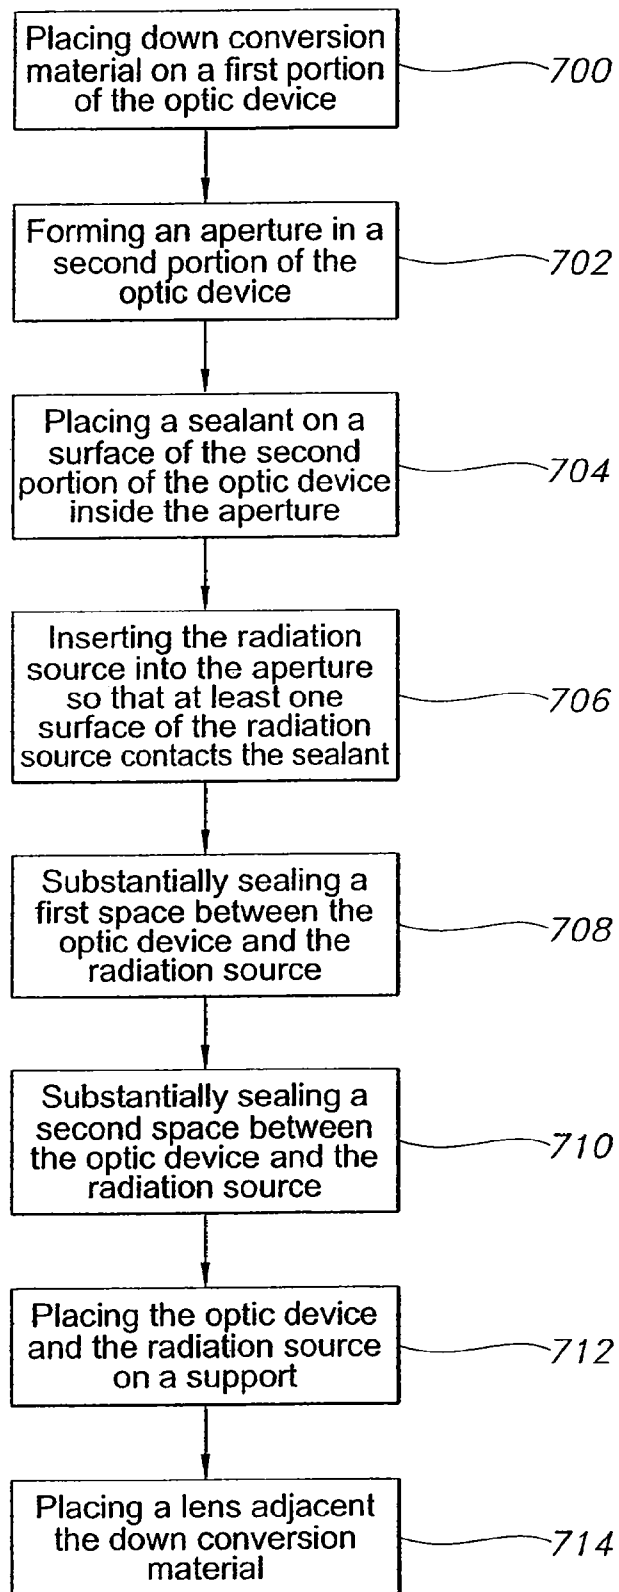 Placing down conversion
material on a first portion
of the optic device
700
Forming an aperture in a
second portion of the
optic device
702
Placing a sealant on a
surface of the second
portion of the optic device
inside the aperture
704
Inserting the radiation
source into the aperture
so that at least one
surface of the radiation
source contacts the sealant
706
Substantially sealing a
first space between the
optic device and the
radiation source
708
Substantially sealing a
second space between
the optic device and the
radiation source
710
Placing the optic device
and the radiation source
on a support
712
Placing a lens adjacent
the down conversion
material
714